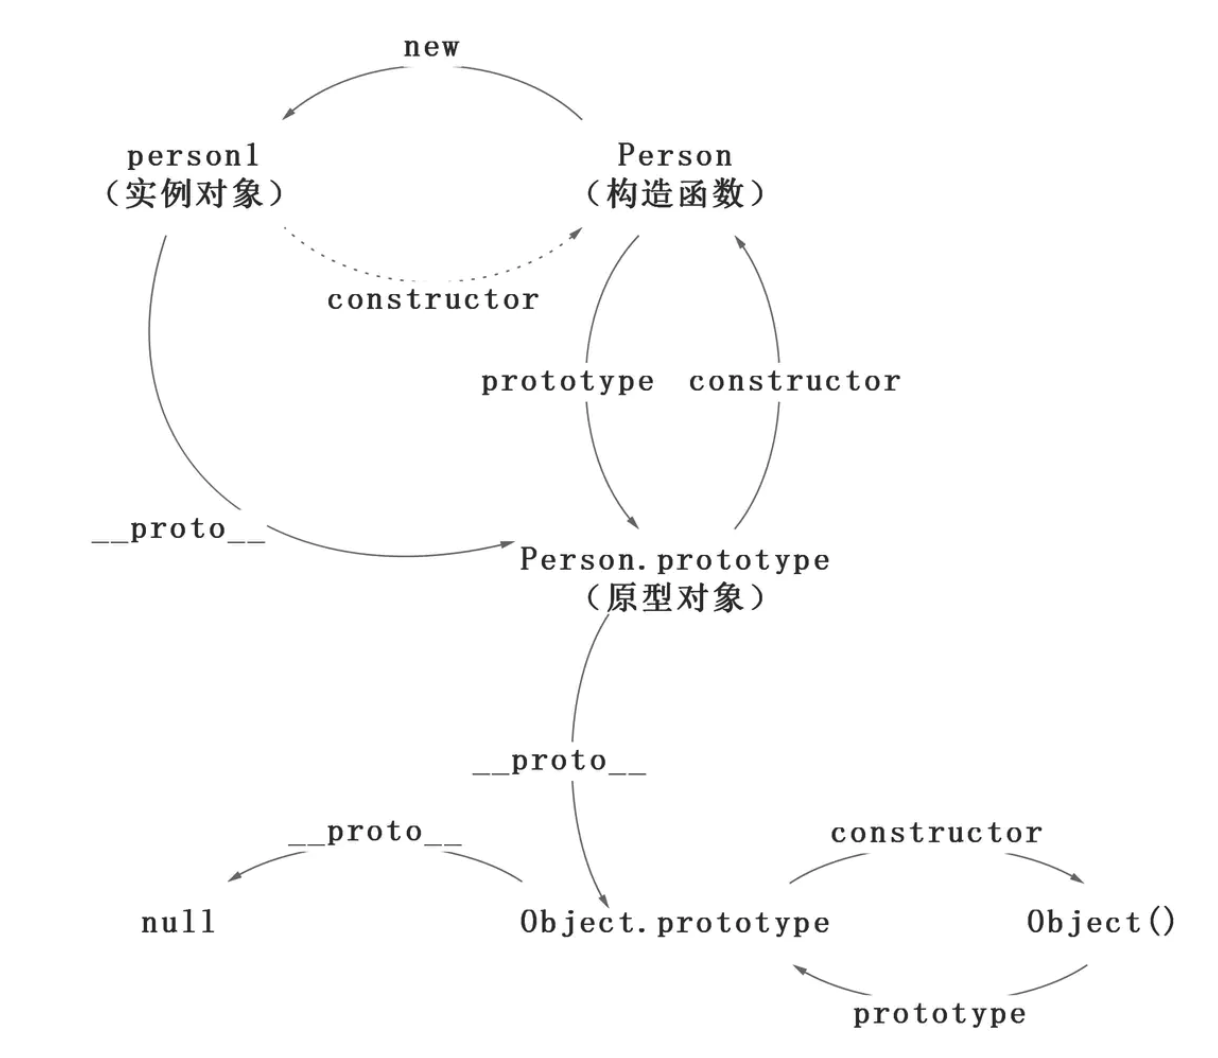 new
person1
（实例对象）
Person
（构造函数）
constructor
prototype
constructor
__proto__
Person.prototype
（原型对象）
__proto__
__proto__
constructor
null
Object.prototype
Object()
prototype